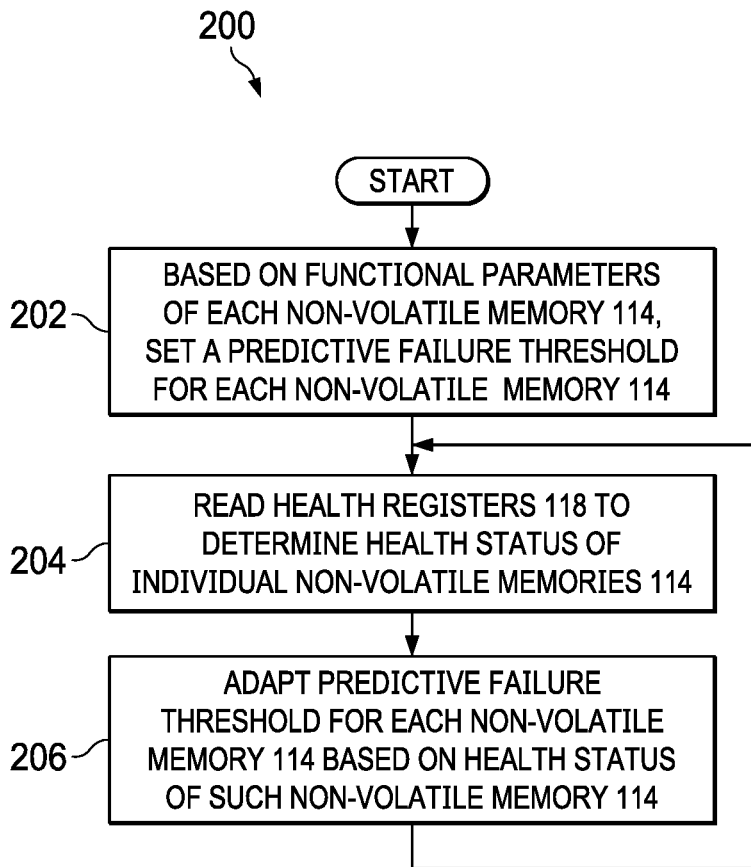 200
START
BASED ON FUNCTIONAL PARAMETERS
OF EACH NON-VOLATILE MEMORY 114,
SET A PREDICTIVE FAILURE THRESHOLD
FOR EACH NON-VOLATILE MEMORY 114
202
READ HEALTH REGISTERS 118 TO
DETERMINE HEALTH STATUS OF
INDIVIDUAL NON-VOLATILE MEMORIES 114
204
ADAPT PREDICTIVE FAILURE
THRESHOLD FOR EACH NON-VOLATILE
MEMORY 114 BASED ON HEALTH STATUS
OF SUCH NON-VOLATILE MEMORY 114
206